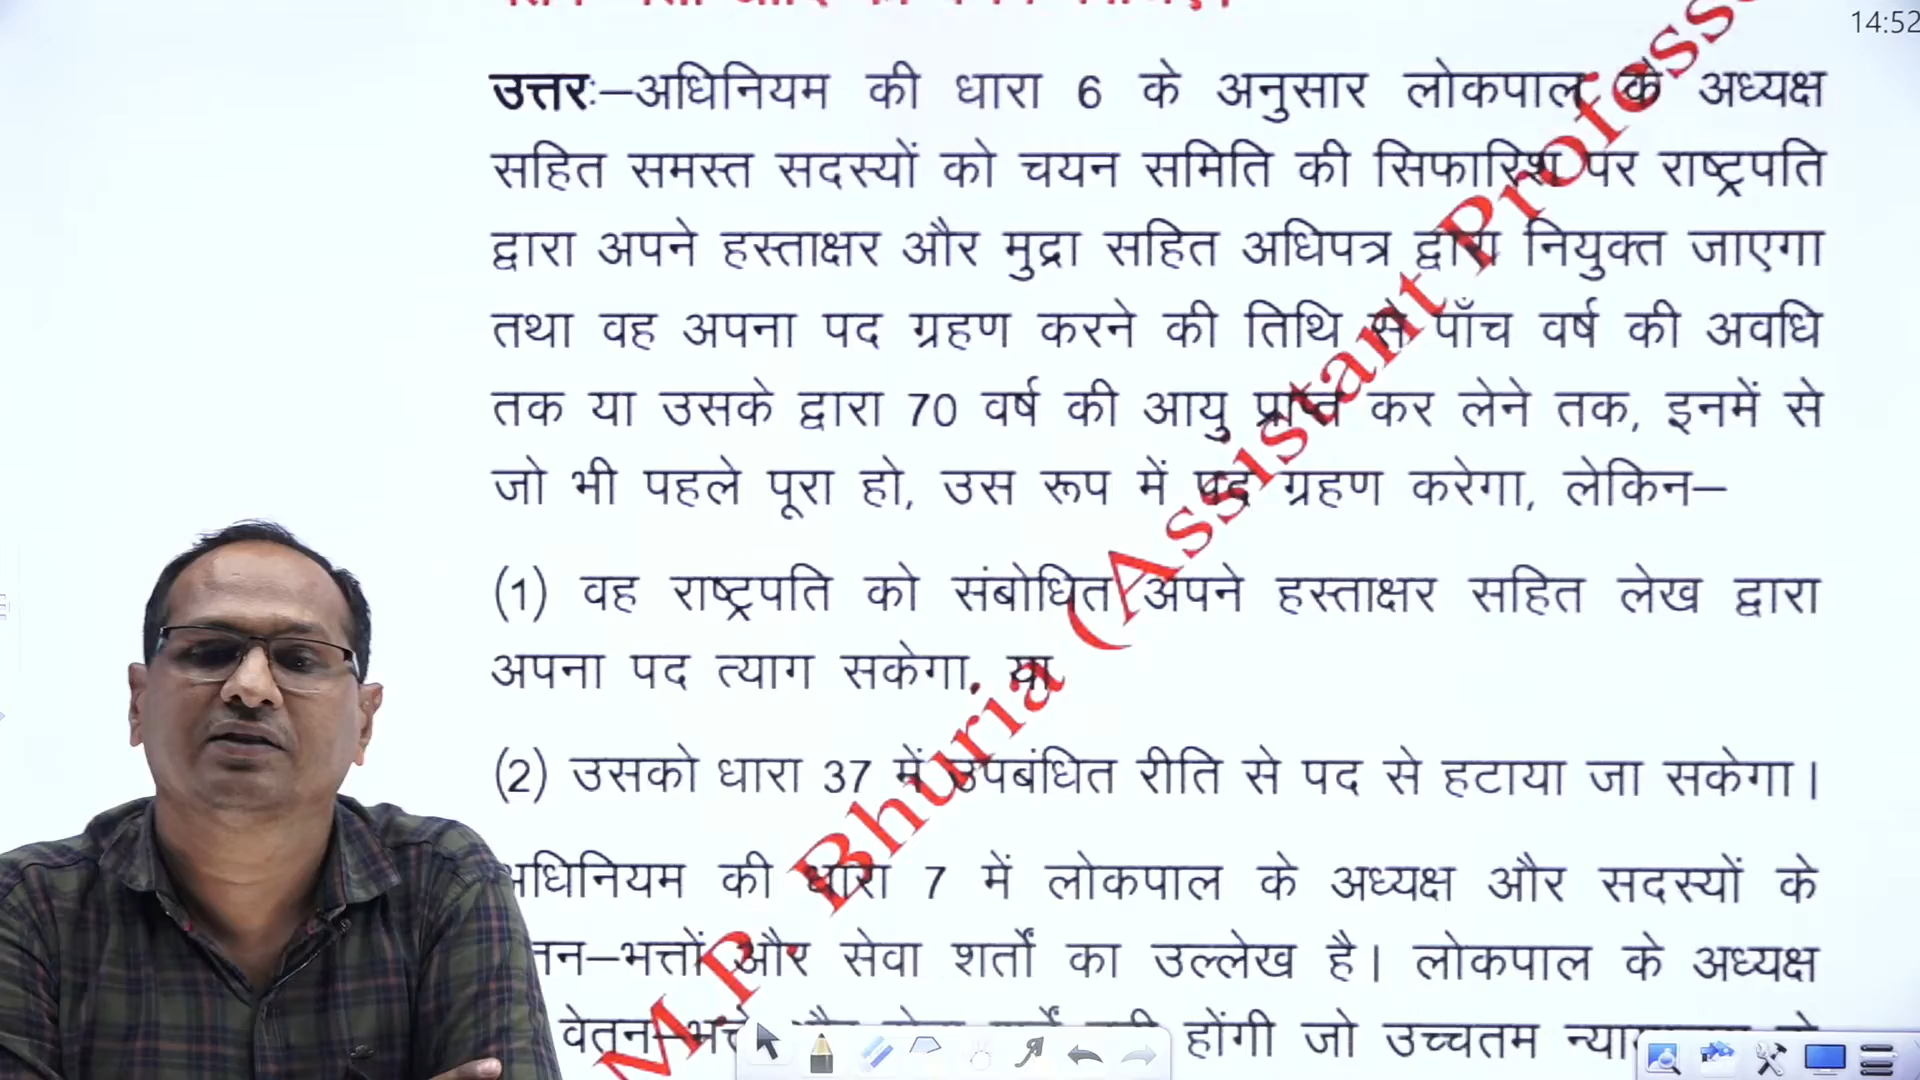 14:52
उत्तरः–अधिनियम की धारा 6 के अनुसार लोकपाल के अध्यक्ष
सहित समस्त सदस्यों को चयन समिति की सिफारिश पर राष्ट्रपति
द्वारा अपने हस्ताक्षर और मुद्रा सहित अधिपत्र द्वारा नियुक्त जाएगा
तथा वह अपना पद ग्रहण करने की तिथि से पाँच वर्ष की अवधि
तक या उसके द्वारा 70 वर्ष की आयु प्राप्त कर लेने तक, इनमें से
जो भी पहले पूरा हो, उस रूप में पद ग्रहण करेगा, लेकिन–
(1) वह राष्ट्रपति को संबोधित अपने हस्ताक्षर सहित लेख द्वारा
अपना पद त्याग सकेगा, या
(2) उसको धारा 37 में उपबंधित रीति से पद से हटाया जा सकेगा।
अधिनियम की धारा 7 में लोकपाल के अध्यक्ष और सदस्यों के
–भत्तों और सेवा शर्तों का उल्लेख है। लोकपाल के अध्यक्ष
वेतन–भत्ते होंगी जो उच्चतम
M.P. Bhuria (Assistant